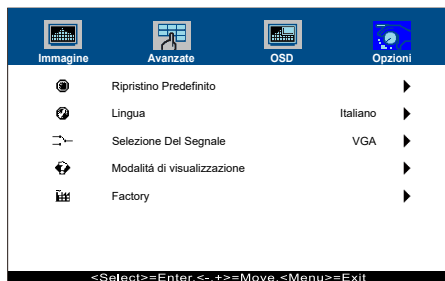 Immagine Avanzate OSD Opzioni
Ripristino Predefinito
Lingua Italiano
Selezione Del Segnale VGA
Modalitá di visualizzazione
Factory
<Select>=Enter,<-,+>=Move,<Menu>=Exit